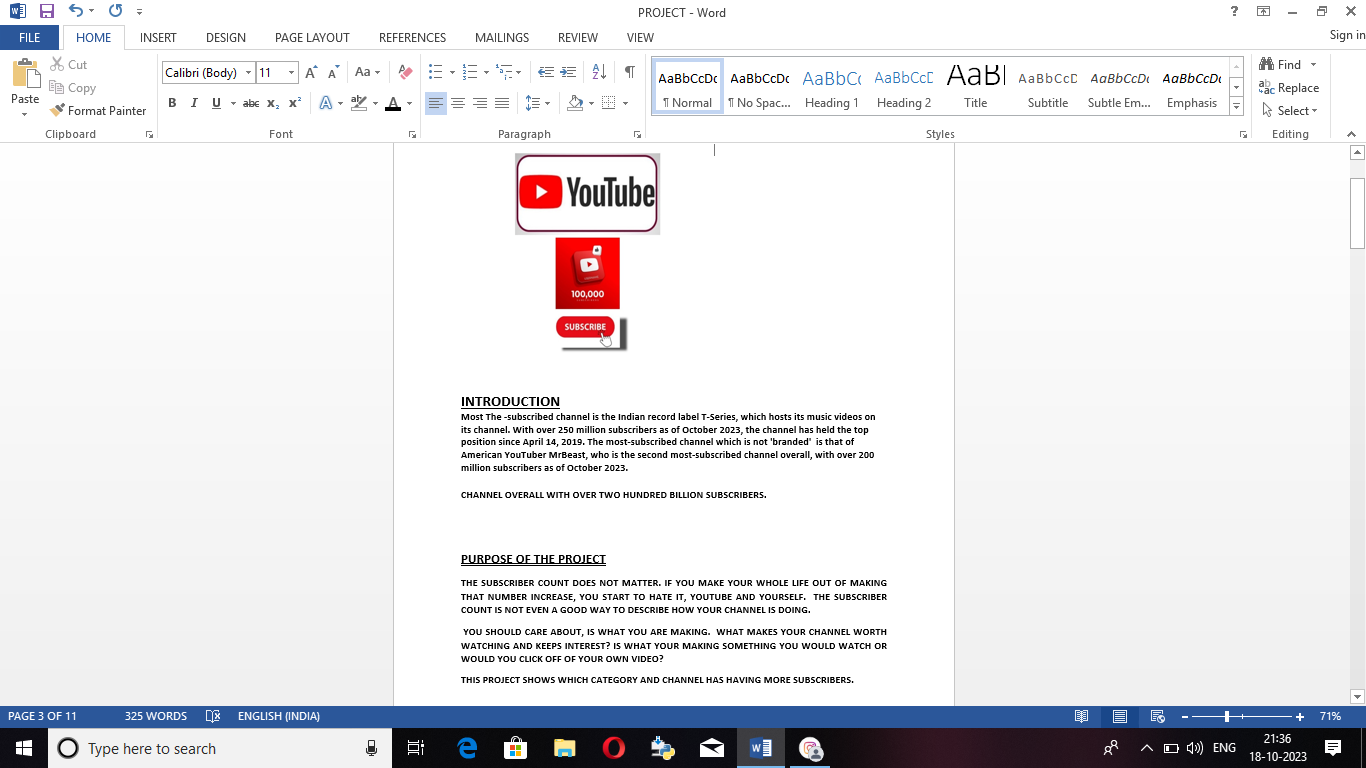 PROJECT - Word
?
Sign in
FILE HOME INSERT DESIGN PAGE LAYOUT REFERENCES MAILINGS REVIEW VIEW
Paste
Cut
Copy
Format Painter
Clipboard
Calibri (Body) 11
Aa
B I U abc X₂ X²
A A
Font
Paragraph
AaBbCcDc AaBbCcDc AaBbCc AaBbCcD AaBl AaBbCcD AaBbCcDc AaBbCcDc
¶ Normal ¶ No Spac... Heading 1 Heading 2 Title Subtitle Subtle Em... Emphasis
Styles
Find
Replace
Select
Editing
YouTube
100,000
SUBSCRIBE
INTRODUCTION
Most The -subscribed channel is the Indian record label T-Series, which hosts its music videos on
its channel. With over 250 million subscribers as of October 2023, the channel has held the top
position since April 14, 2019. The most-subscribed channel which is not 'branded'  is that of
American YouTuber MrBeast, who is the second most-subscribed channel overall, with over 200
million subscribers as of October 2023.
CHANNEL OVERALL WITH OVER TWO HUNDRED BILLION SUBSCRIBERS.
PURPOSE OF THE PROJECT
THE SUBSCRIBER COUNT DOES NOT MATTER. IF YOU MAKE YOUR WHOLE LIFE OUT OF MAKING
THAT NUMBER INCREASE, YOU START TO HATE IT, YOUTUBE AND YOURSELF.  THE SUBSCRIBER
COUNT IS NOT EVEN A GOOD WAY TO DESCRIBE HOW YOUR CHANNEL IS DOING.
YOU SHOULD CARE ABOUT, IS WHAT YOU ARE MAKING.  WHAT MAKES YOUR CHANNEL WORTH
WATCHING AND KEEPS INTEREST? IS WHAT YOUR MAKING SOMETHING YOU WOULD WATCH OR
WOULD YOU CLICK OFF OF YOUR OWN VIDEO?
THIS PROJECT SHOWS WHICH CATEGORY AND CHANNEL HAS HAVING MORE SUBSCRIBERS.
PAGE 3 OF 11 325 WORDS ENGLISH (INDIA) 71%
Type here to search
ENG
21:36
18-10-2023